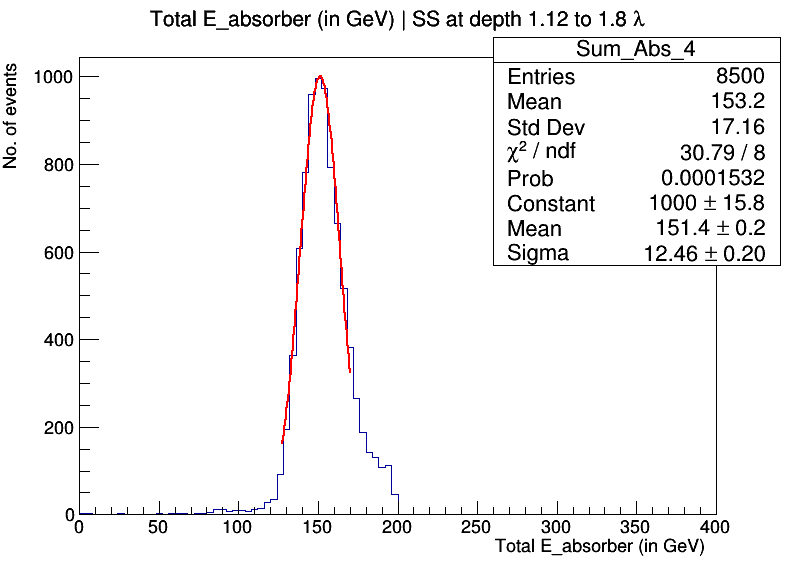 Total E_absorber (in GeV) | SS at depth 1.12 to 1.8 λ
Sum_Abs_4
Entries 8500
Mean 153.2
Std Dev 17.16
χ² / ndf 30.79 / 8
Prob 0.0001532
Constant 1000 ± 15.8
Mean 151.4 ± 0.2
Sigma 12.46 ± 0.20
No. of events
1000
800
600
400
200
0
0 50 100 150 200 250 300 350 400
Total E_absorber (in GeV)